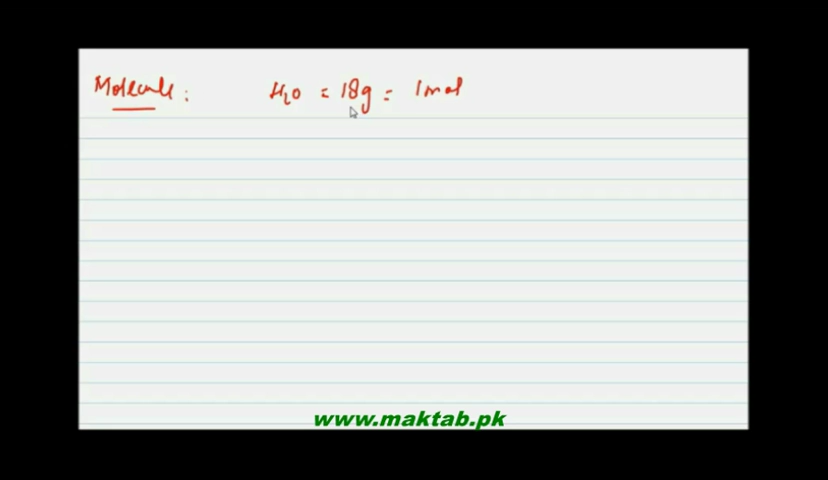 Molecule :    H₂O = 18g = 1mol
www.maktab.pk